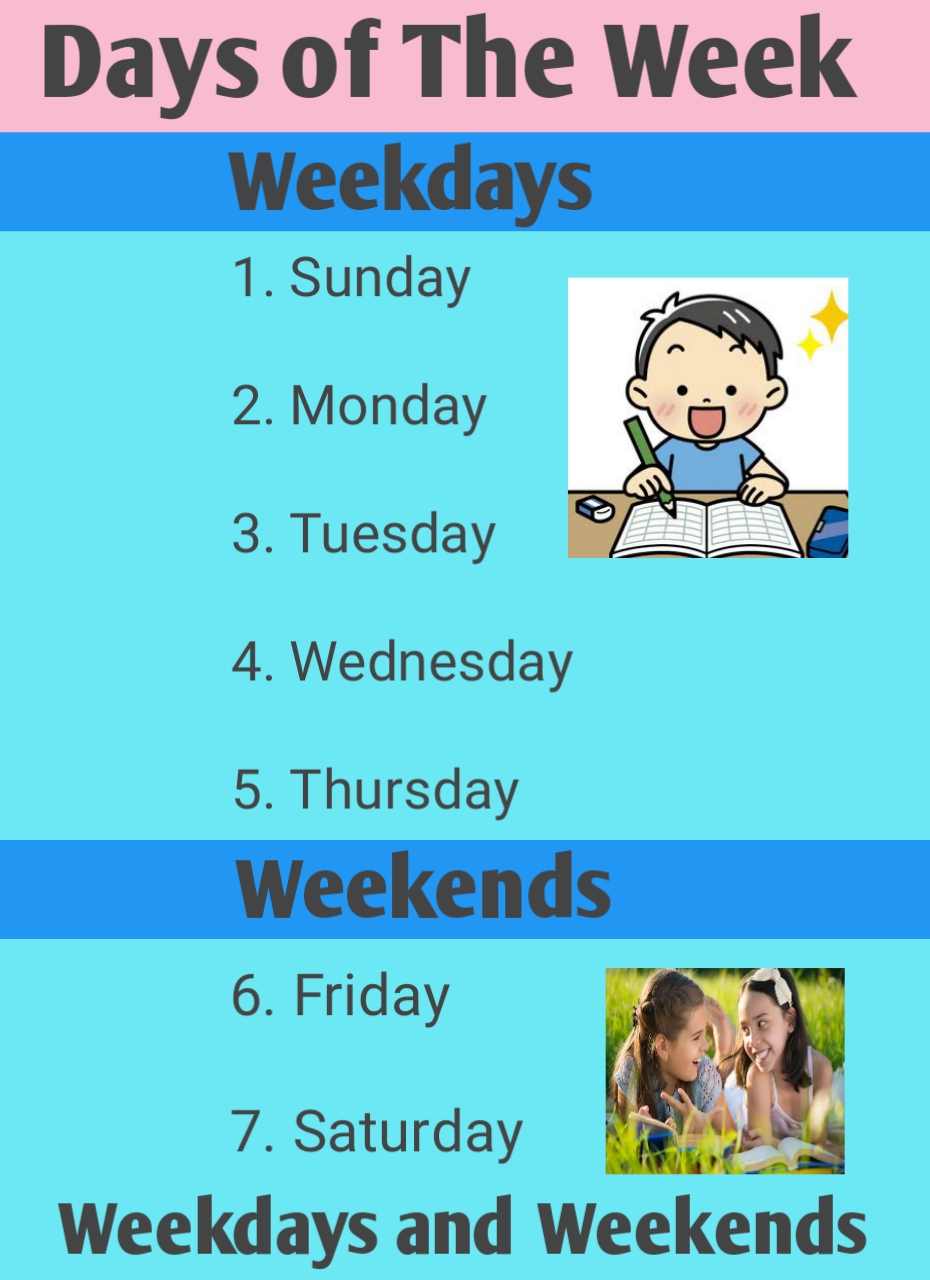 Days of The Week
Weekdays
1. Sunday
2. Monday
3. Tuesday
4. Wednesday
5. Thursday
Weekends
6. Friday
7. Saturday
Weekdays and Weekends